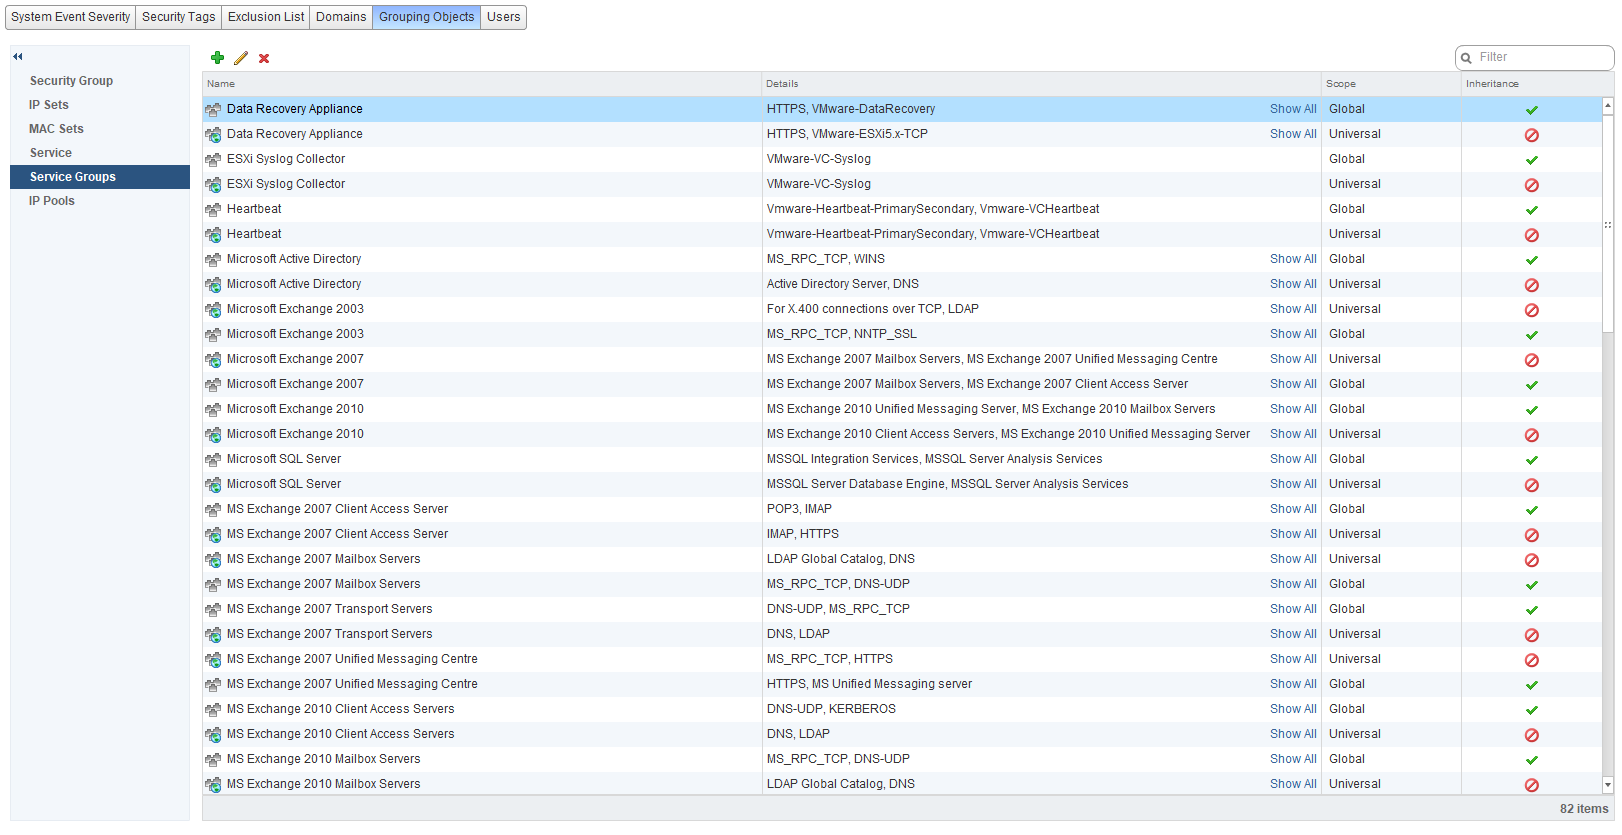 System Event Severity Security Tags Exclusion List Domains Grouping Objects Users
Security Group
IP Sets
MAC Sets
Service
Service Groups
IP Pools
Filter
Name Details Scope Inheritance
Data Recovery Appliance HTTPS, VMware-DataRecovery Show All Global
Data Recovery Appliance HTTPS, VMware-ESXi5.x-TCP Show All Universal
ESXi Syslog Collector VMware-VC-Syslog Global
ESXi Syslog Collector VMware-VC-Syslog Universal
Heartbeat Vmware-Heartbeat-PrimarySecondary, Vmware-VCHeartbeat Global
Heartbeat Vmware-Heartbeat-PrimarySecondary, Vmware-VCHeartbeat Universal
Microsoft Active Directory MS_RPC_TCP, WINS Show All Global
Microsoft Active Directory Active Directory Server, DNS Show All Universal
Microsoft Exchange 2003 For X.400 connections over TCP, LDAP Show All Universal
Microsoft Exchange 2003 MS_RPC_TCP, NNTP_SSL Show All Global
Microsoft Exchange 2007 MS Exchange 2007 Mailbox Servers, MS Exchange 2007 Unified Messaging Centre Show All Universal
Microsoft Exchange 2007 MS Exchange 2007 Mailbox Servers, MS Exchange 2007 Client Access Server Show All Global
Microsoft Exchange 2010 MS Exchange 2010 Unified Messaging Server, MS Exchange 2010 Mailbox Servers Show All Global
Microsoft Exchange 2010 MS Exchange 2010 Client Access Servers, MS Exchange 2010 Unified Messaging Server Show All Universal
Microsoft SQL Server MSSQL Integration Services, MSSQL Server Analysis Services Show All Global
Microsoft SQL Server MSSQL Server Database Engine, MSSQL Server Analysis Services Show All Universal
MS Exchange 2007 Client Access Server POP3, IMAP Show All Global
MS Exchange 2007 Client Access Server IMAP, HTTPS Show All Universal
MS Exchange 2007 Mailbox Servers LDAP Global Catalog, DNS Show All Universal
MS Exchange 2007 Mailbox Servers MS_RPC_TCP, DNS-UDP Show All Global
MS Exchange 2007 Transport Servers DNS-UDP, MS_RPC_TCP Show All Global
MS Exchange 2007 Transport Servers DNS, LDAP Show All Universal
MS Exchange 2007 Unified Messaging Centre MS_RPC_TCP, HTTPS Show All Universal
MS Exchange 2007 Unified Messaging Centre HTTPS, MS Unified Messaging server Show All Global
MS Exchange 2010 Client Access Servers DNS-UDP, KERBEROS Show All Global
MS Exchange 2010 Client Access Servers DNS, LDAP Show All Universal
MS Exchange 2010 Mailbox Servers MS_RPC_TCP, DNS-UDP Show All Global
MS Exchange 2010 Mailbox Servers LDAP Global Catalog, DNS Show All Universal
82 items